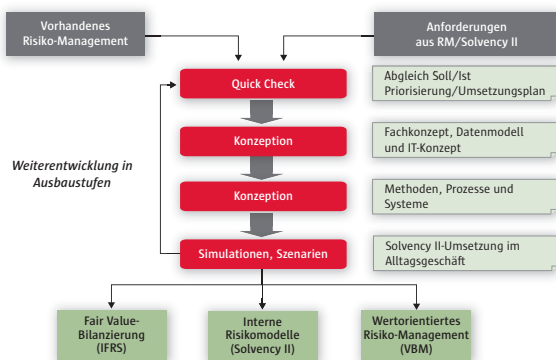 Vorhandenes
Risiko-Management
Anforderungen
aus RM/Solvency II
Quick Check
Abgleich Soll/Ist
Priorisierung/Umsetzungsplan
Konzeption
Fachkonzept, Datenmodell
und IT-Konzept
Weiterentwicklung in
Ausbaustufen
Konzeption
Methoden, Prozesse und
Systeme
Simulationen, Szenarien
Solvency II-Umsetzung im
Alltagsgeschäft
Fair Value-
Bilanzierung
(IFRS)
Interne
Risikomodelle
(Solvency II)
Wertorientiertes
Risiko-Management
(VBM)